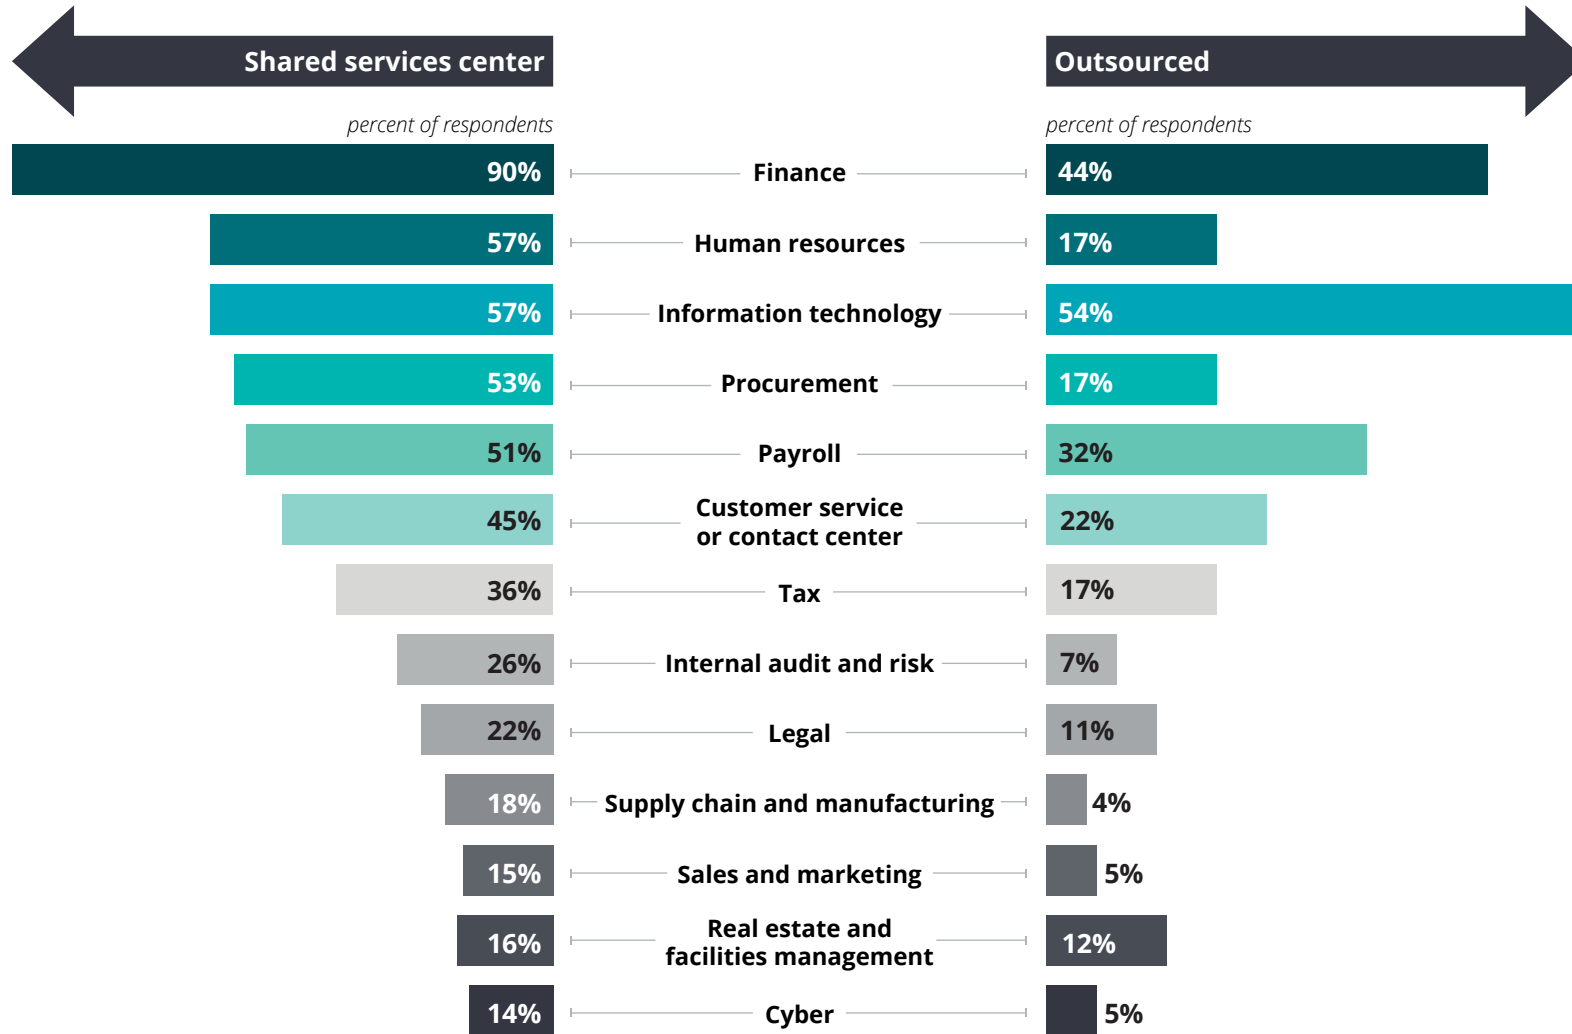 Shared services center
Outsourced
percent of respondents
percent of respondents
90%
Finance
44%
57%
Human resources
17%
57%
Information technology
54%
53%
Procurement
17%
51%
Payroll
32%
45%
Customer service
or contact center
22%
36%
Tax
17%
26%
Internal audit and risk
7%
22%
Legal
11%
18%
Supply chain and manufacturing
4%
15%
Sales and marketing
5%
16%
Real estate and
facilities management
12%
14%
Cyber
5%